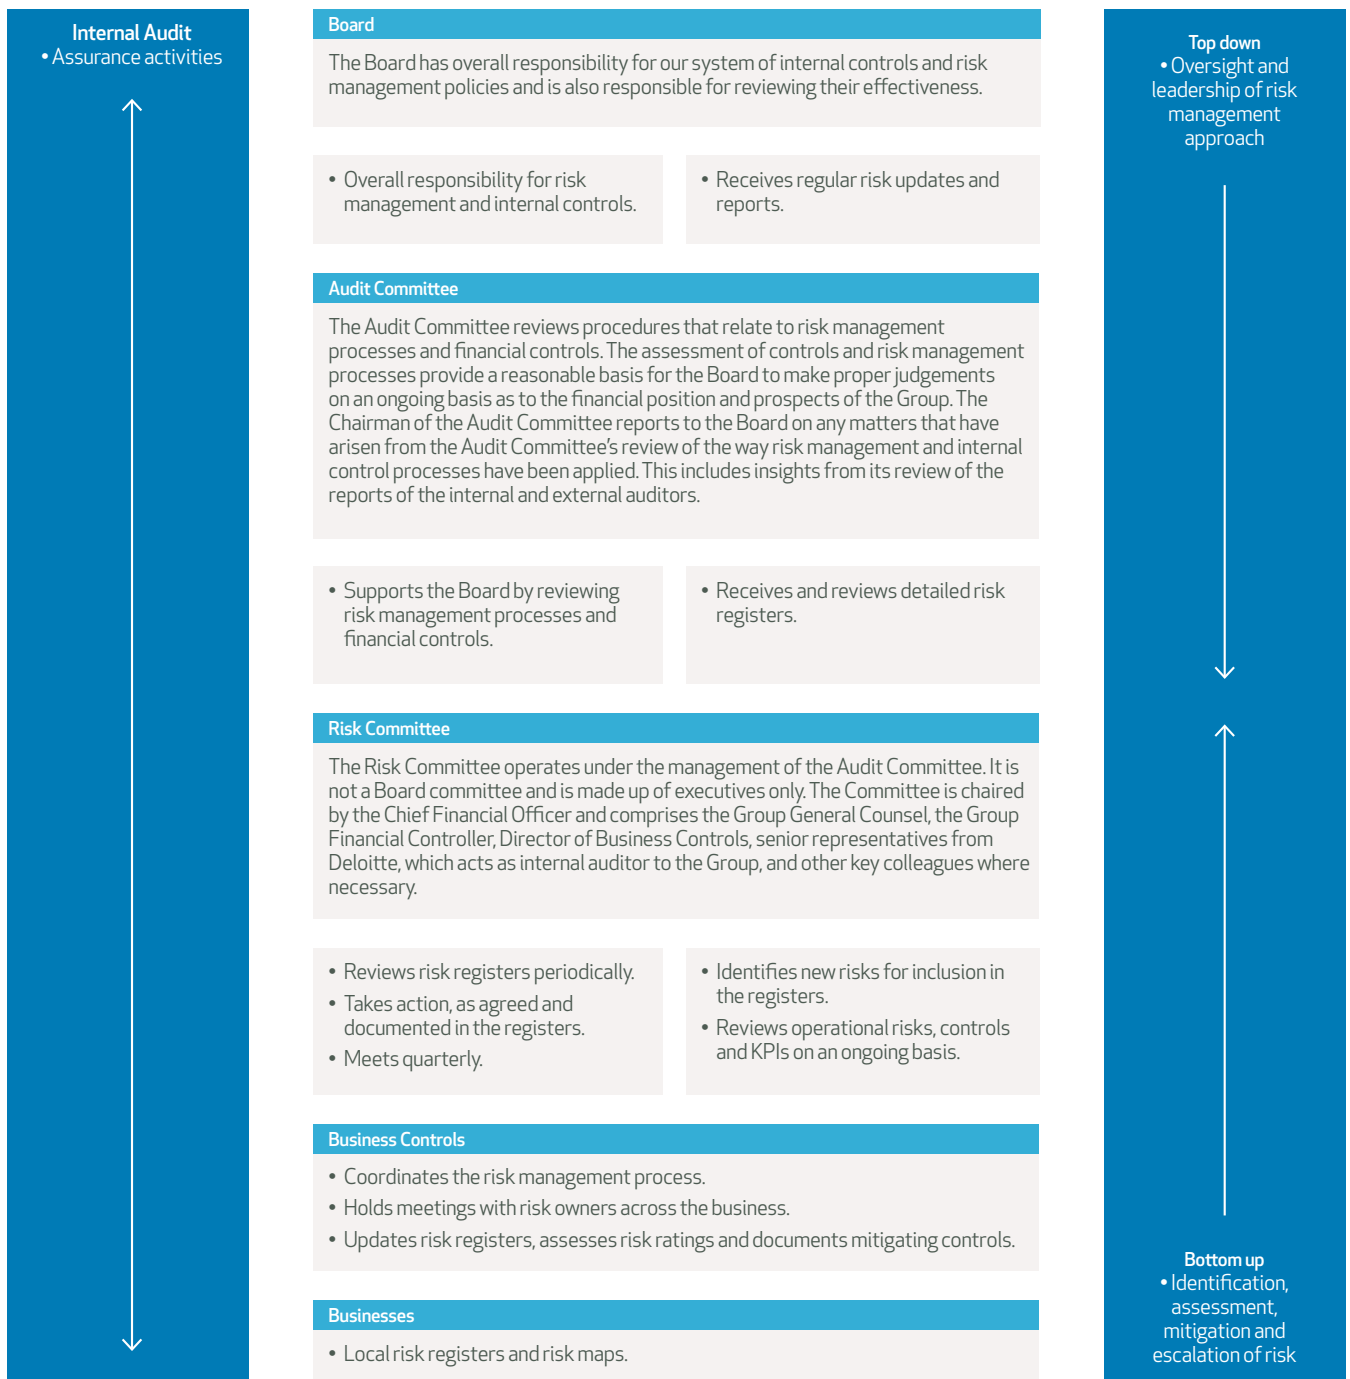 Internal Audit
• Assurance activities
Board
The Board has overall responsibility for our system of internal controls and risk
management policies and is also responsible for reviewing their effectiveness.
• Overall responsibility for risk
management and internal controls.
• Receives regular risk updates and
reports.
Audit Committee
The Audit Committee reviews procedures that relate to risk management
processes and financial controls. The assessment of controls and risk management
processes provide a reasonable basis for the Board to make proper judgements
on an ongoing basis as to the financial position and prospects of the Group. The
Chairman of the Audit Committee reports to the Board on any matters that have
arisen from the Audit Committee's review of the way risk management and internal
control processes have been applied. This includes insights from its review of the
reports of the internal and external auditors.
• Supports the Board by reviewing
risk management processes and
financial controls.
• Receives and reviews detailed risk
registers.
Risk Committee
The Risk Committee operates under the management of the Audit Committee. It is
not a Board committee and is made up of executives only. The Committee is chaired
by the Chief Financial Officer and comprises the Group General Counsel, the Group
Financial Controller, Director of Business Controls, senior representatives from
Deloitte, which acts as internal auditor to the Group, and other key colleagues where
necessary.
• Reviews risk registers periodically.
• Takes action, as agreed and
documented in the registers.
• Meets quarterly.
• Identifies new risks for inclusion in
the registers.
• Reviews operational risks, controls
and KPIs on an ongoing basis.
Business Controls
• Coordinates the risk management process.
• Holds meetings with risk owners across the business.
• Updates risk registers, assesses risk ratings and documents mitigating controls.
Businesses
• Local risk registers and risk maps.
Top down
• Oversight and
leadership of risk
management
approach
Bottom up
• Identification,
assessment,
mitigation and
escalation of risk